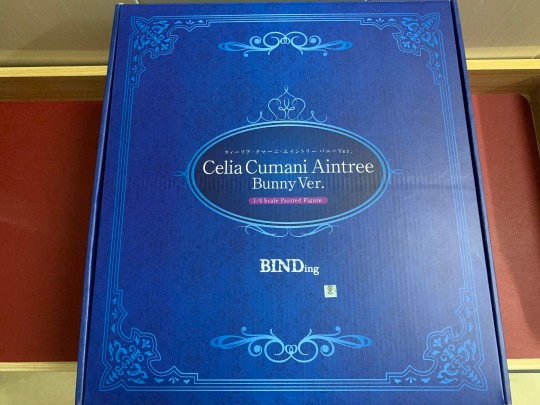 スィーリア・クマーニ・エイントリー バニーVer.
Celia Cumani Aintree
Bunny Ver.
1/4 Scale Painted Figure
BINDing